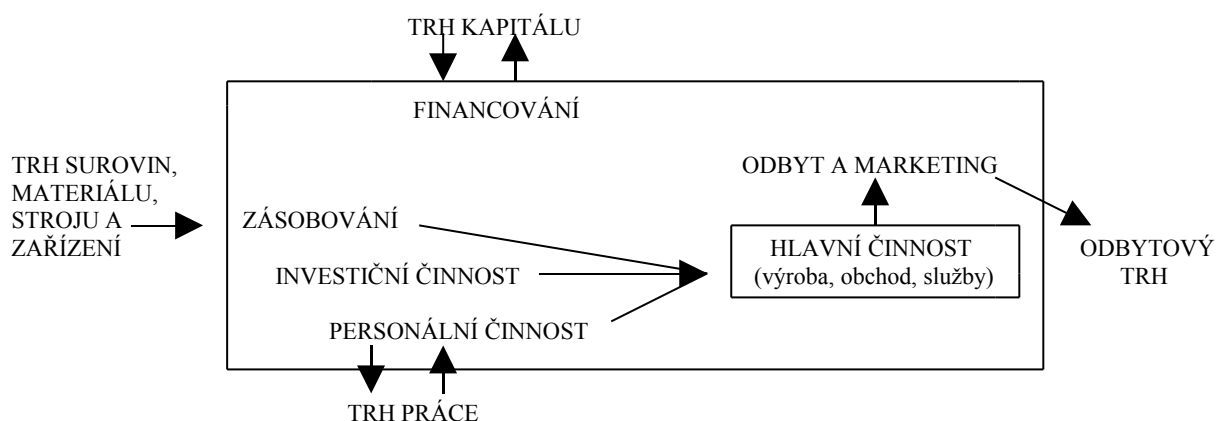 TRH KAPITÁLU
FINANCOVÁNÍ
TRH SUROVIN,
MATERIÁLU,
STROJU A
ZAŘÍZENÍ
ODBYT A MARKETING
ZÁSOBOVÁNÍ
HLAVNÍ ČINNOST
(výroba, obchod, služby)
ODBYTOVÝ
TRH
INVESTIČNÍ ČINNOST
PERSONÁLNÍ ČINNOST
TRH PRÁCE